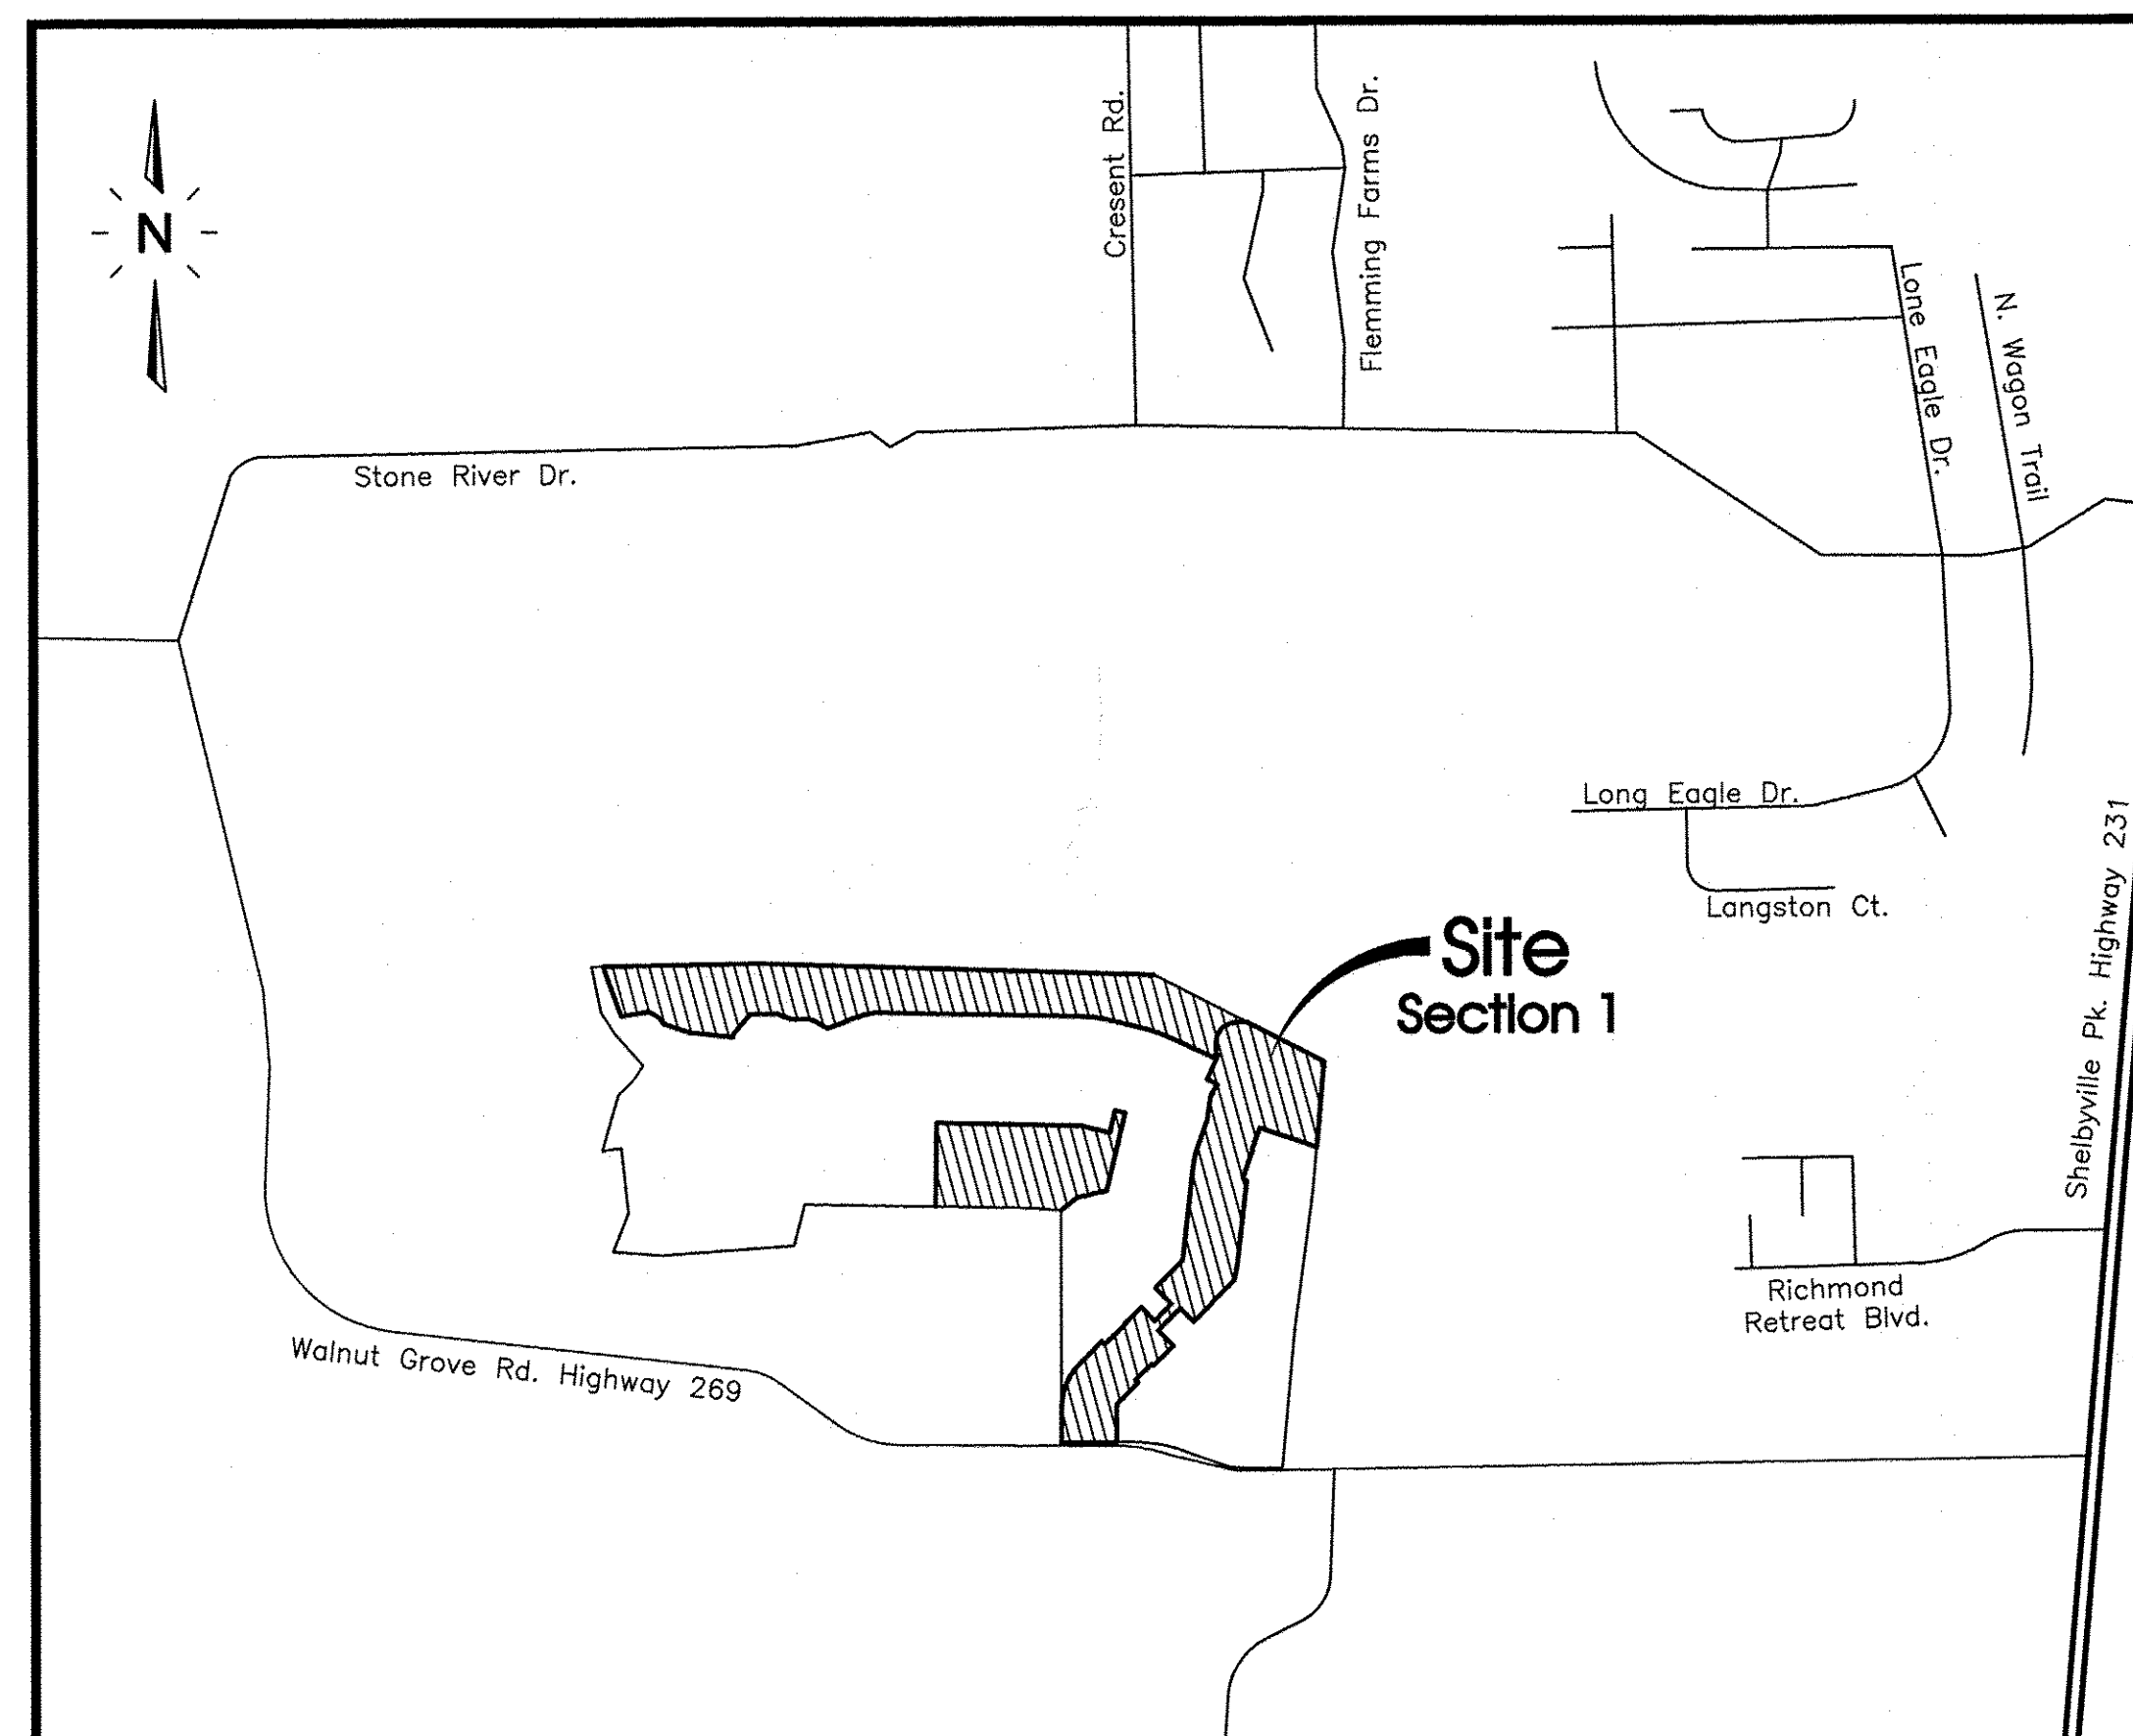 Cresent Rd.
Flemming Farms Dr.
N
Lone Eagle Dr.
N. Wagon Trail
Stone River Dr.
Long Eagle Dr.
Langston Ct.
Shelbyville Pk. Highway 231
Site
Section 1
Richmond
Retreat Blvd.
Walnut Grove Rd. Highway 269